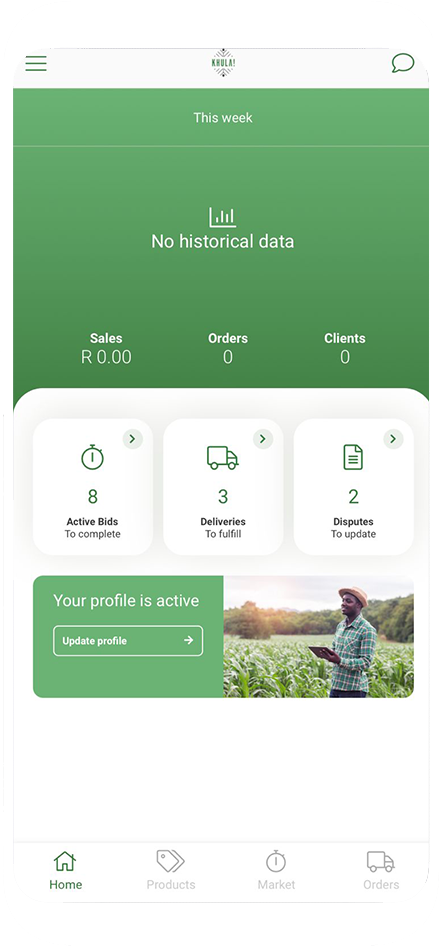 KHULA!
This week
No historical data
Sales
Orders
Clients
R 0.00
0
0
8
3
2
Active Bids
Deliveries
Disputes
To complete
To fulfill
To update
Your profile is active
Update profile
Home
Products
Market
Orders